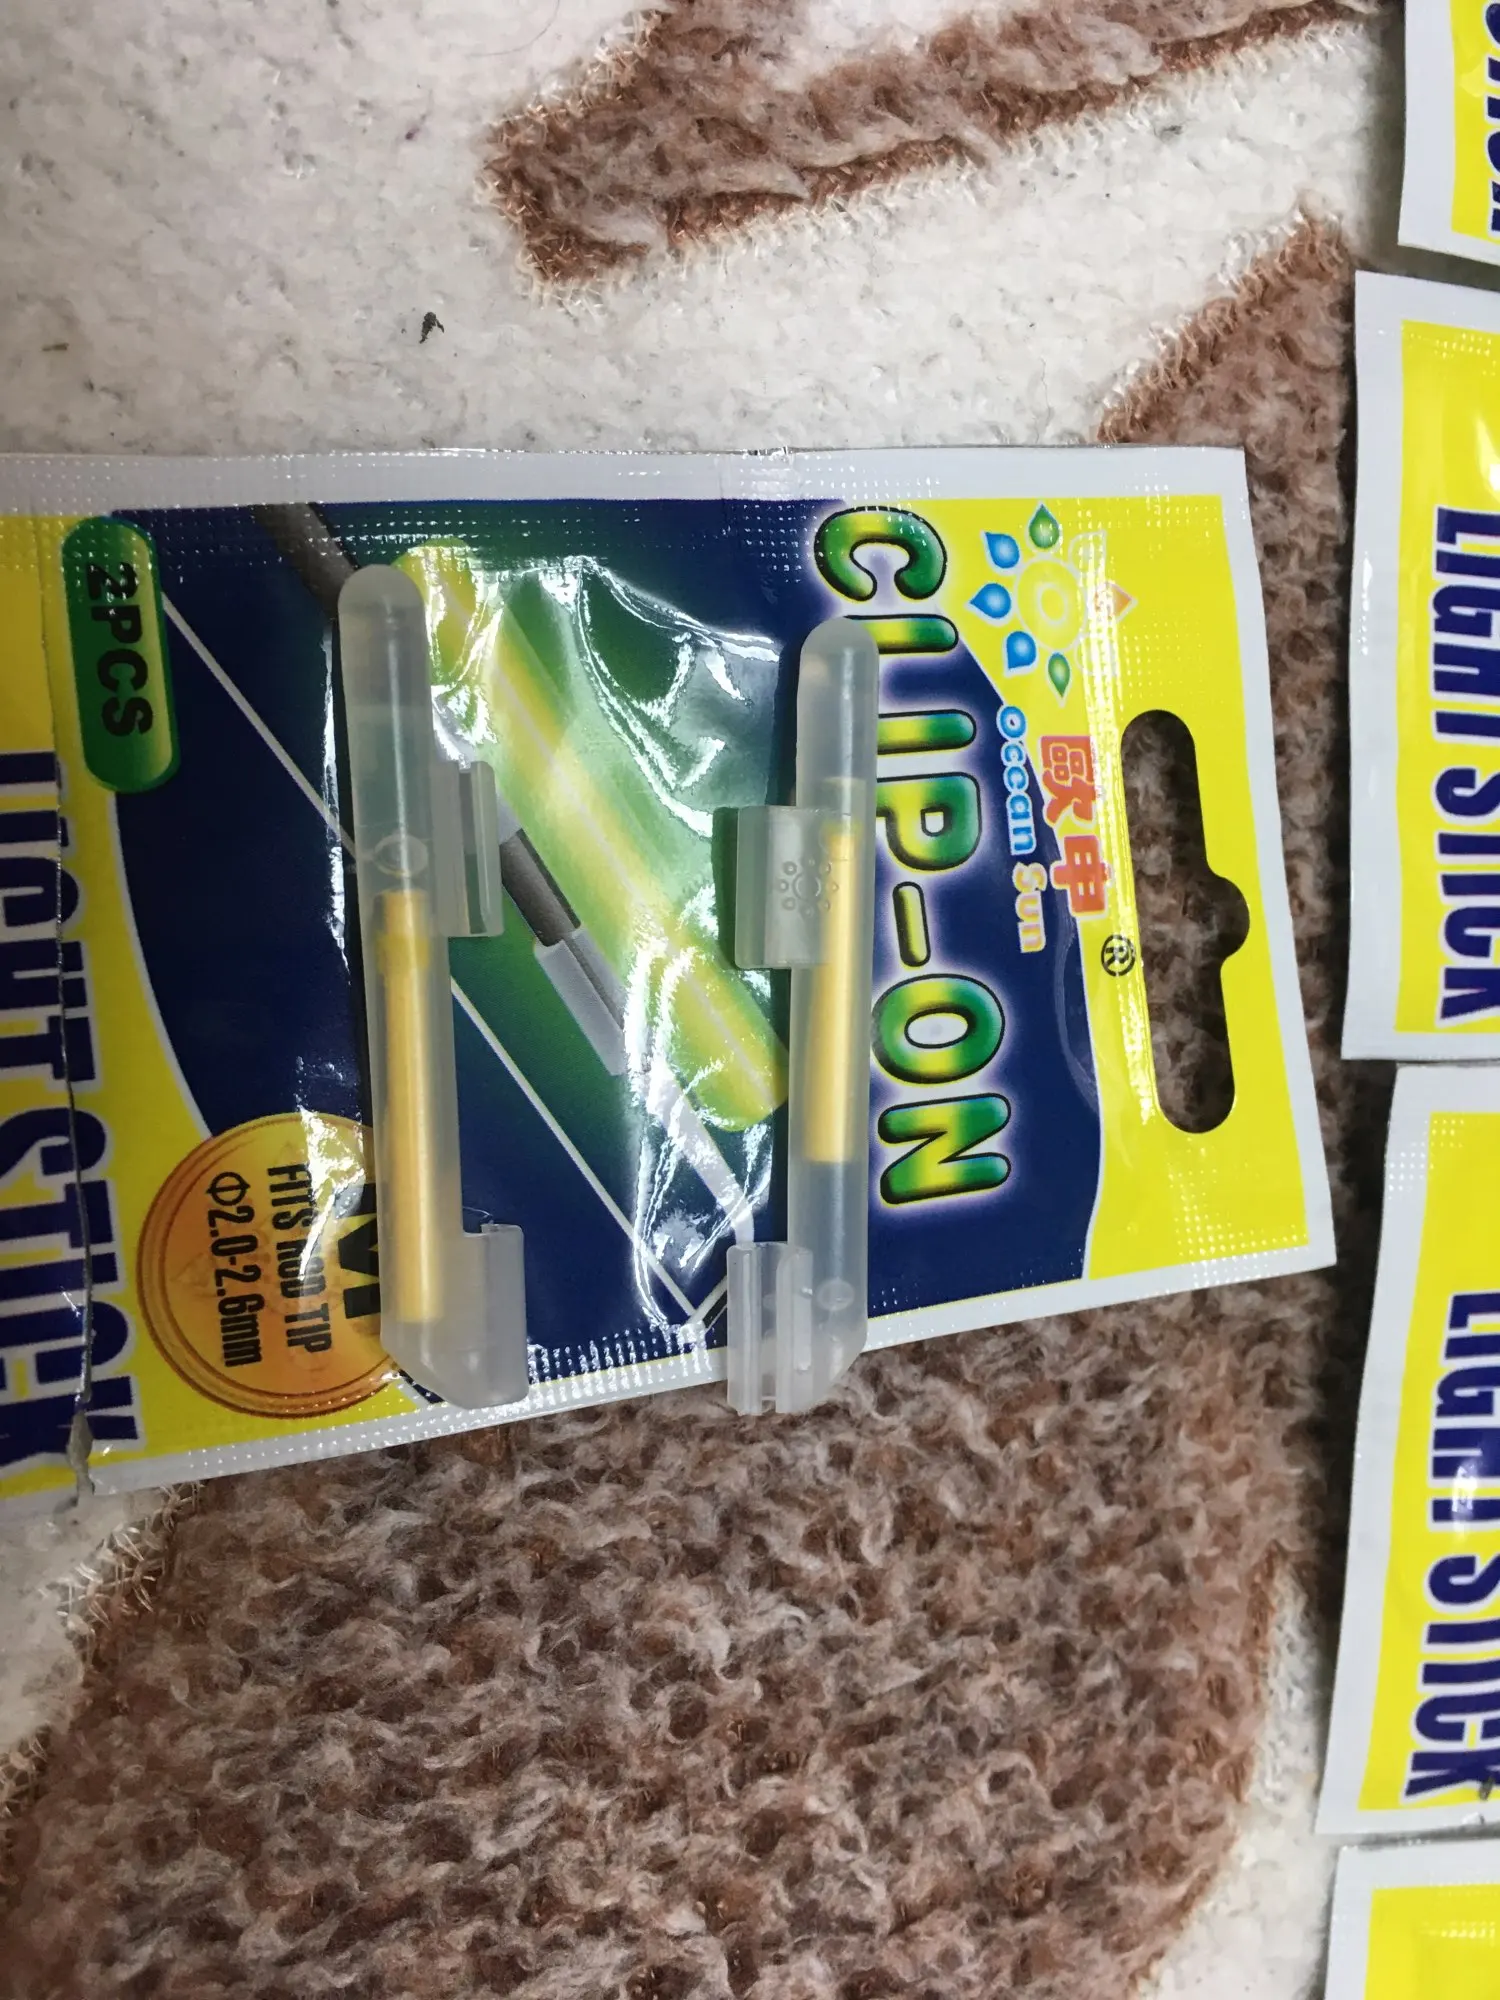 歐申®
Ocean Sun
CLIP-ON
M
FITS ROD TIP
Φ2.0-2.6mm
2PCS
LIGHT STICK
LIGHT STICK
LIGHT STICK